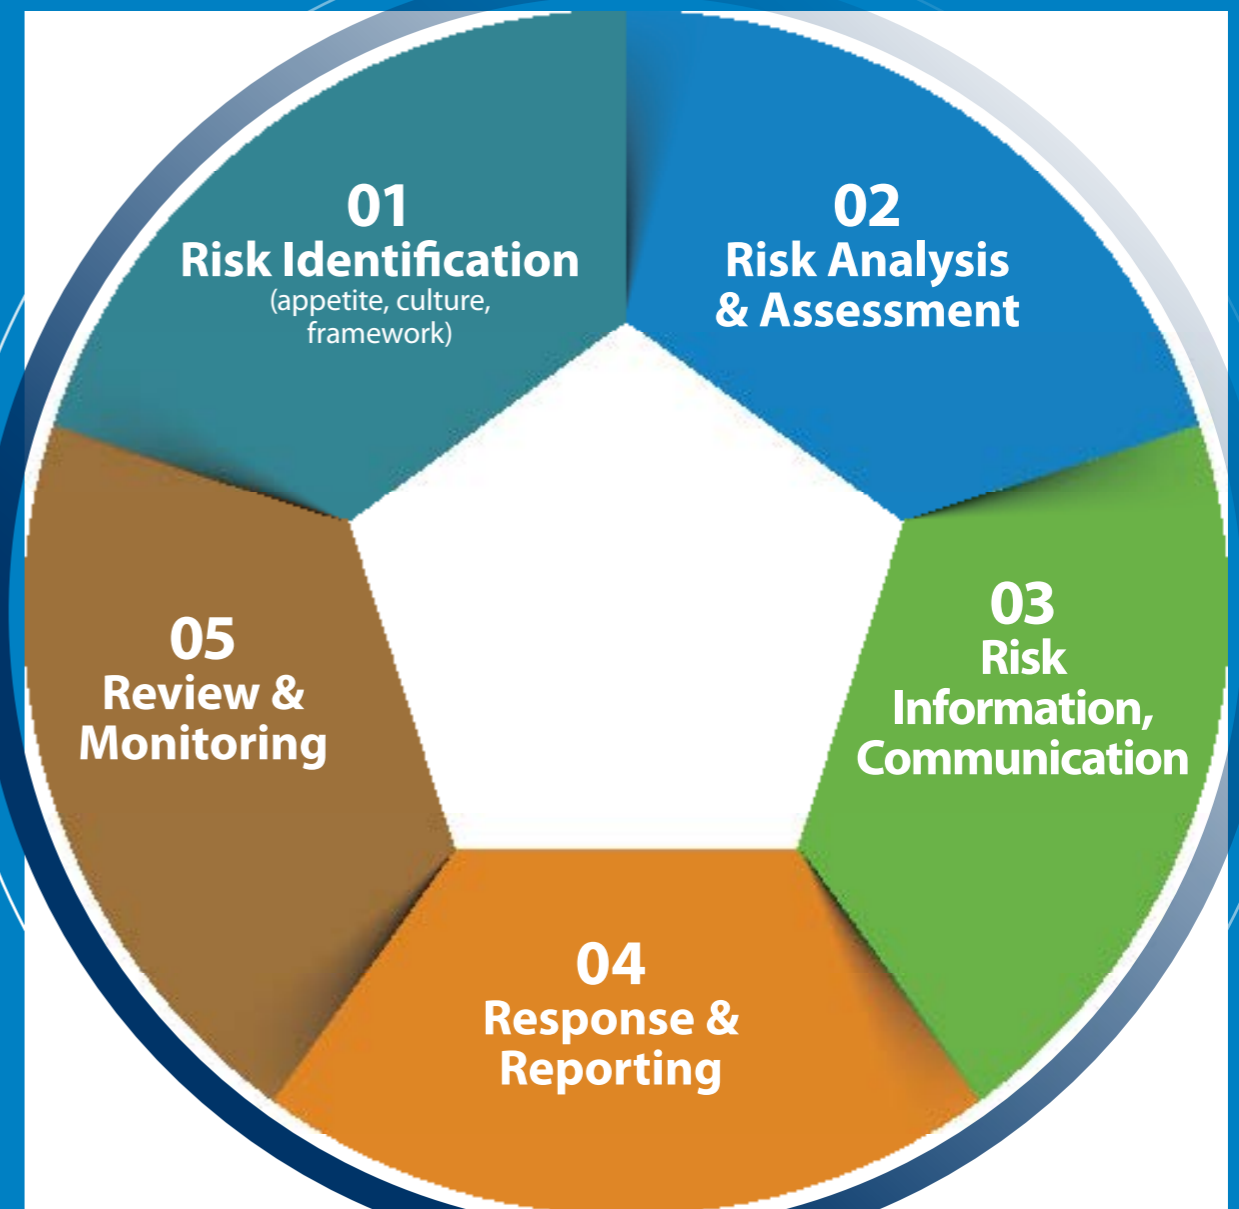 01
Risk Identification
(appetite, culture,
framework)
02
Risk Analysis
& Assessment
03
Risk
Information,
Communication
04
Response &
Reporting
05
Review &
Monitoring